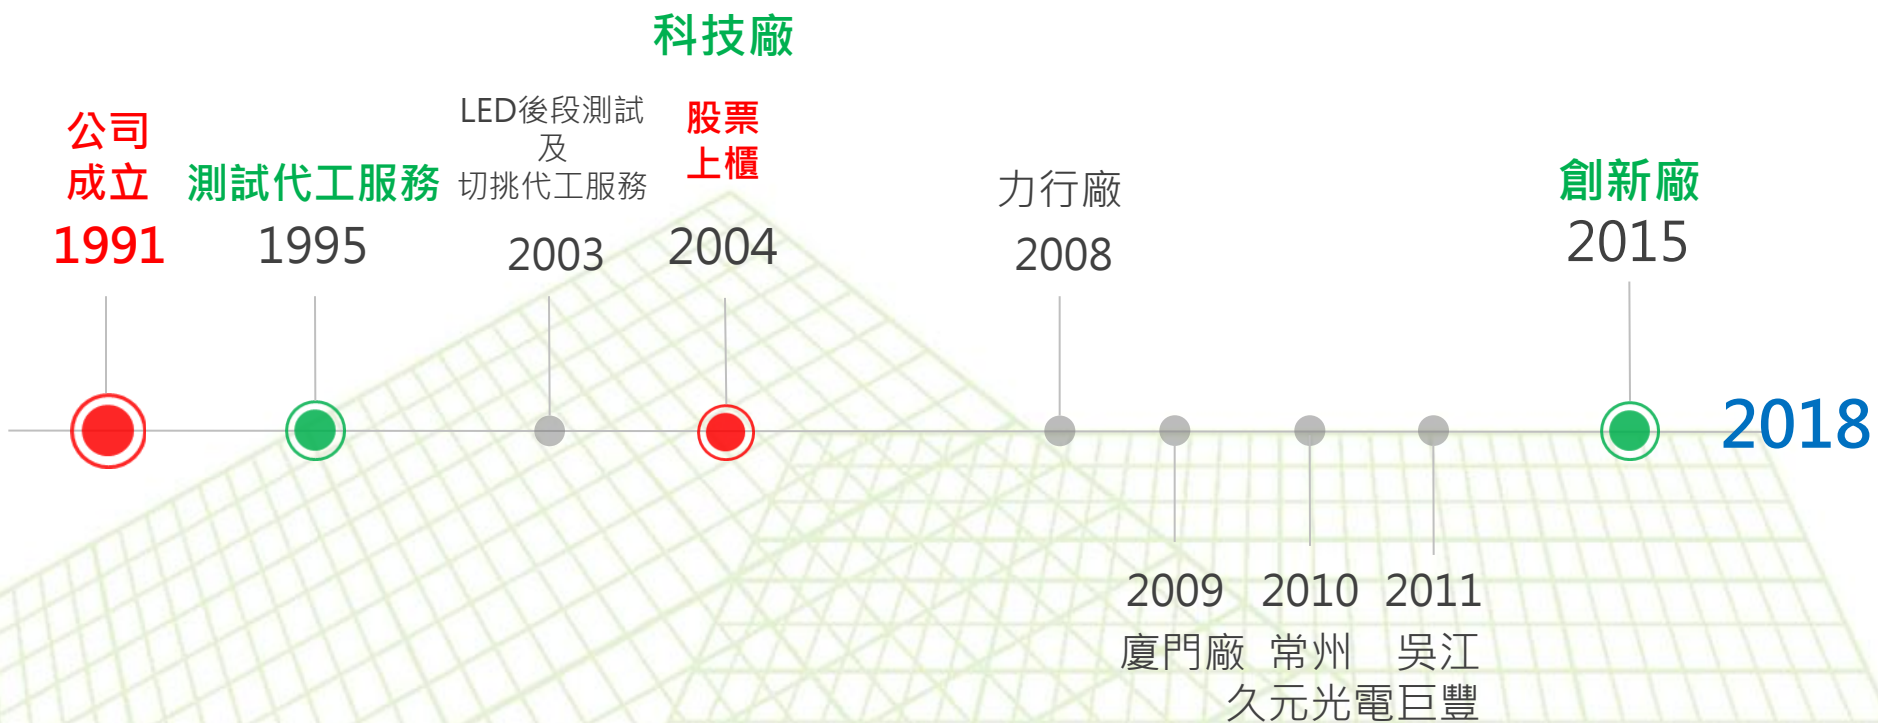 公司
成立
1991
測試代工服務
1995
LED後段測試
及
切挑代工服務
2003
科技廠
股票
上櫃
2004
力行廠
2008
2009
廈門廠
2010
常州
久元光電
2011
吳江
巨豐
創新廠
2015
2018